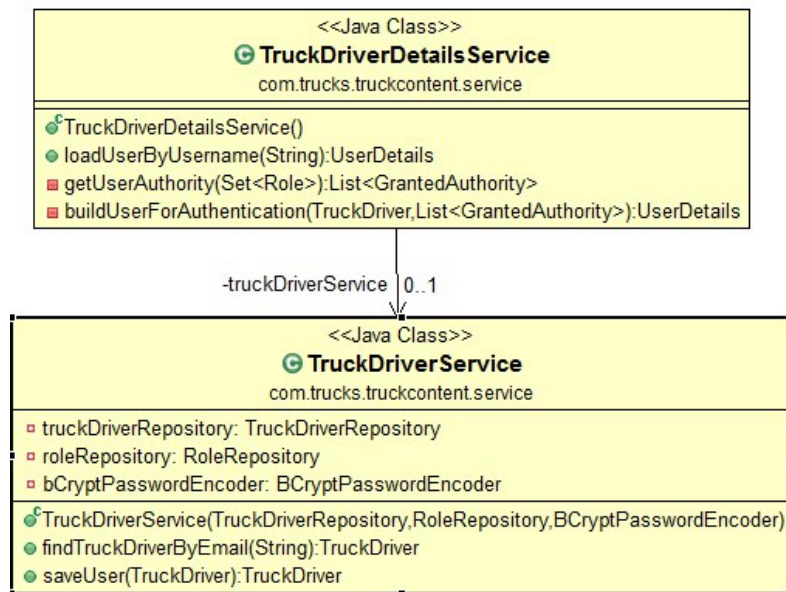 <<Java Class>>
TruckDriverDetailsService
com.trucks.truckcontent.service
TruckDriverDetailsService()
loadUserByUsername(String):UserDetails
getUserAuthority(Set<Role>):List<GrantedAuthority>
buildUserForAuthentication(TruckDriver,List<GrantedAuthority>):UserDetails
-truckDriverService 0..1
<<Java Class>>
TruckDriverService
com.trucks.truckcontent.service
truckDriverRepository: TruckDriverRepository
roleRepository: RoleRepository
bCryptPasswordEncoder: BCryptPasswordEncoder
TruckDriverService(TruckDriverRepository,RoleRepository,BCryptPasswordEncoder)
findTruckDriverByEmail(String):TruckDriver
saveUser(TruckDriver):TruckDriver